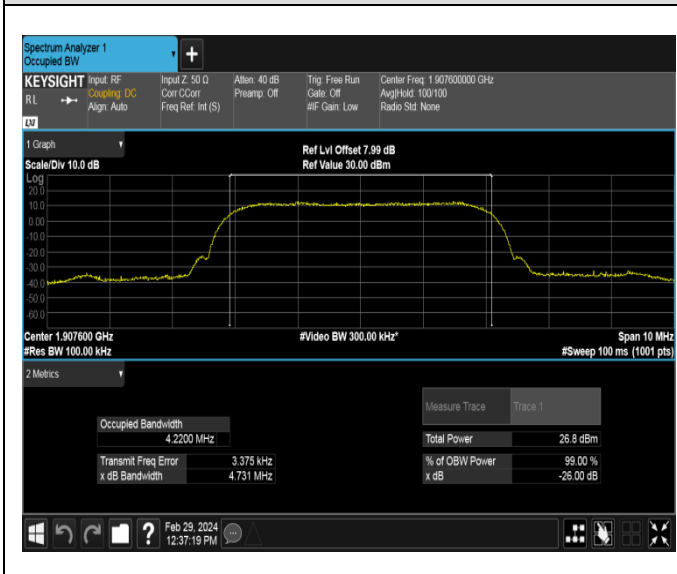 Spectrum Analyzer 1
Occupied BW
+
KEYSIGHT
RL
LXI
Input: RF
Coupling: DC
Align: Auto
Input Z: 50 Ω
Corr CCorr
Freq Ref: Int (S)
Atten: 40 dB
Preamp: Off
Trig: Free Run
Gate: Off
#IF Gain: Low
Center Freq: 1.907600000 GHz
Avg|Hold: 100/100
Radio Std: None
1 Graph
Scale/Div 10.0 dB
Ref Lvl Offset 7.99 dB
Ref Value 30.00 dBm
Log
20.0
10.0
0.00
-10.0
-20.0
-30.0
-40.0
-50.0
-60.0
Center 1.907600 GHz
#Res BW 100.00 kHz
#Video BW 300.00 kHz*
Span 10 MHz
#Sweep 100 ms (1001 pts)
2 Metrics
Measure Trace
Trace 1
Occupied Bandwidth
4.2200 MHz
Total Power
26.8 dBm
Transmit Freq Error
3.375 kHz
% of OBW Power
99.00 %
x dB Bandwidth
4.731 MHz
x dB
-26.00 dB
?
Feb 29, 2024
12:37:19 PM